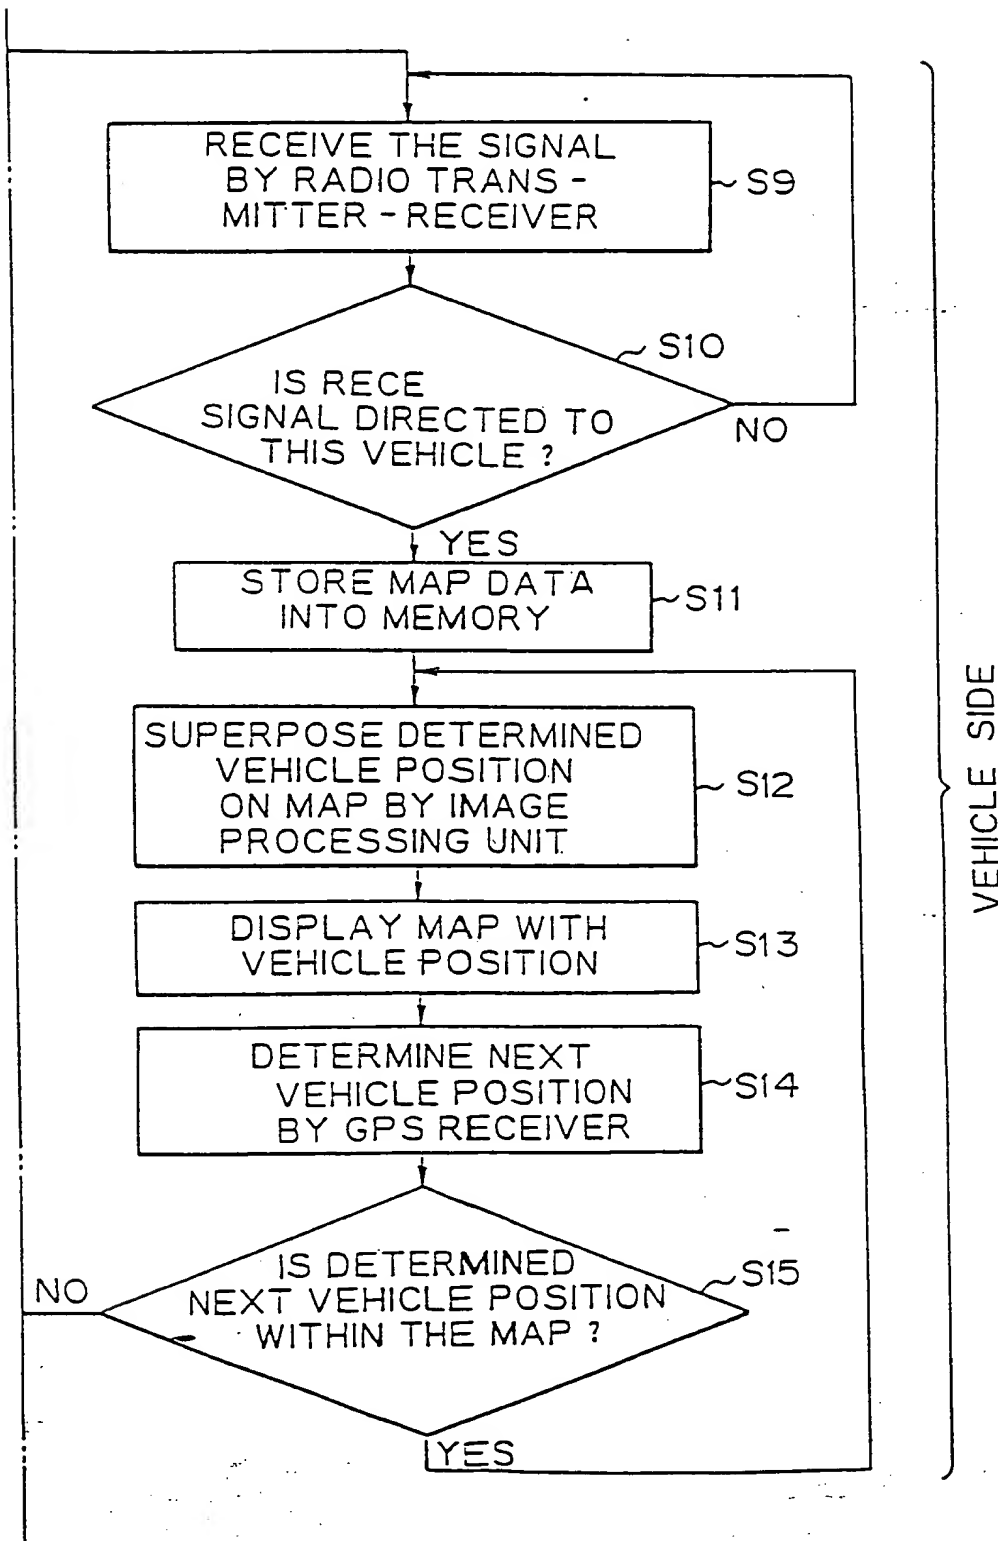 RECEIVE THE SIGNAL
BY RADIO TRANS-
MITTER-RECEIVER
S9
S10
IS RECE
SIGNAL DIRECTED TO
THIS VEHICLE ?
NO
YES
STORE MAP DATA
INTO MEMORY
S11
SUPERPOSE DETERMINED
VEHICLE POSITION
ON MAP BY IMAGE
PROCESSING UNIT
S12
DISPLAY MAP WITH
VEHICLE POSITION
S13
DETERMINE NEXT
VEHICLE POSITION
BY GPS RECEIVER
S14
IS DETERMINED
NEXT VEHICLE POSITION
WITHIN THE MAP ?
S15
NO
YES
VEHICLE SIDE